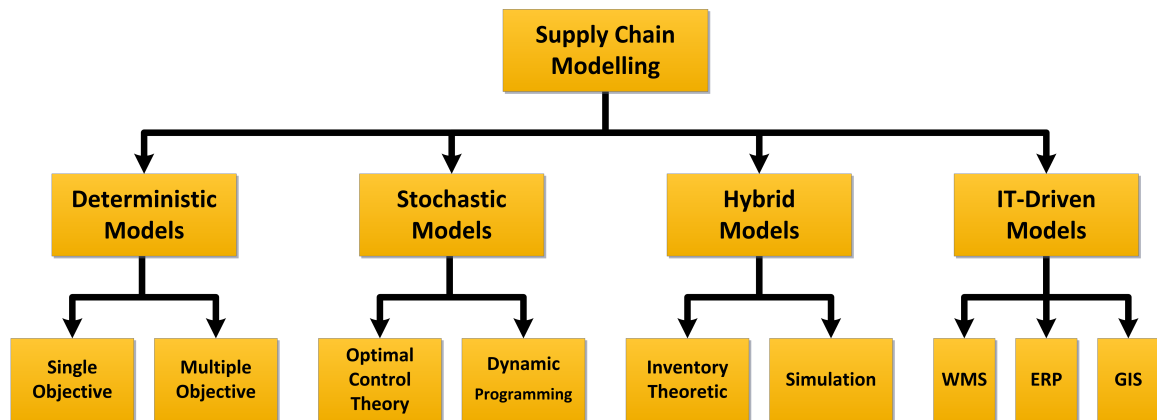 Supply Chain
Modelling
Deterministic
Models
Stochastic
Models
Hybrid
Models
IT-Driven
Models
Single
Objective
Multiple
Objective
Optimal
Control
Theory
Dynamic
Programming
Inventory
Theoretic
Simulation
WMS
ERP
GIS